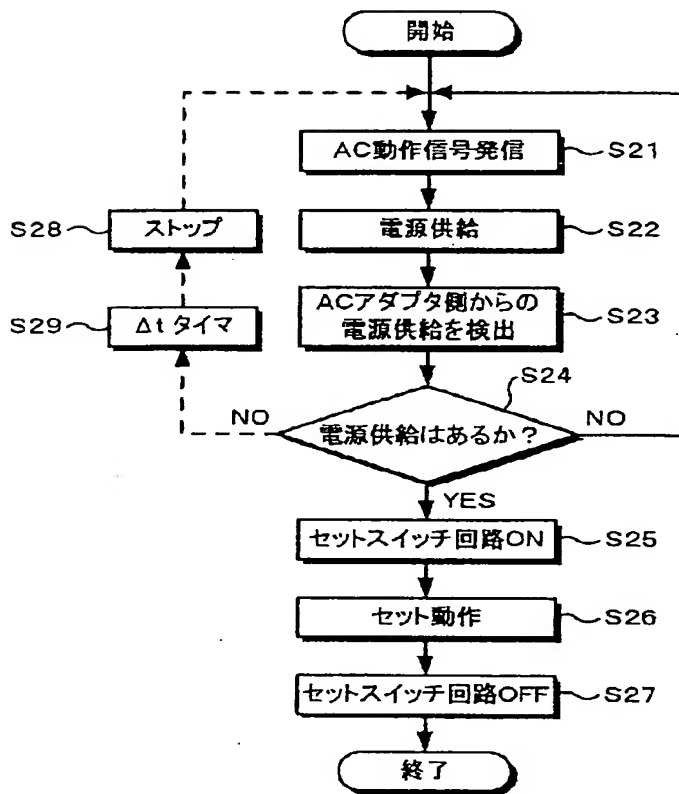 開始
AC動作信号発信
S21
電源供給
S22
ACアダプタ側からの
電源供給を検出
S23
S24
電源供給はあるか?
NO
NO
YES
S28
ストップ
S29
Δtタイマ
セットスイッチ回路ON
S25
セット動作
S26
セットスイッチ回路OFF
S27
終了